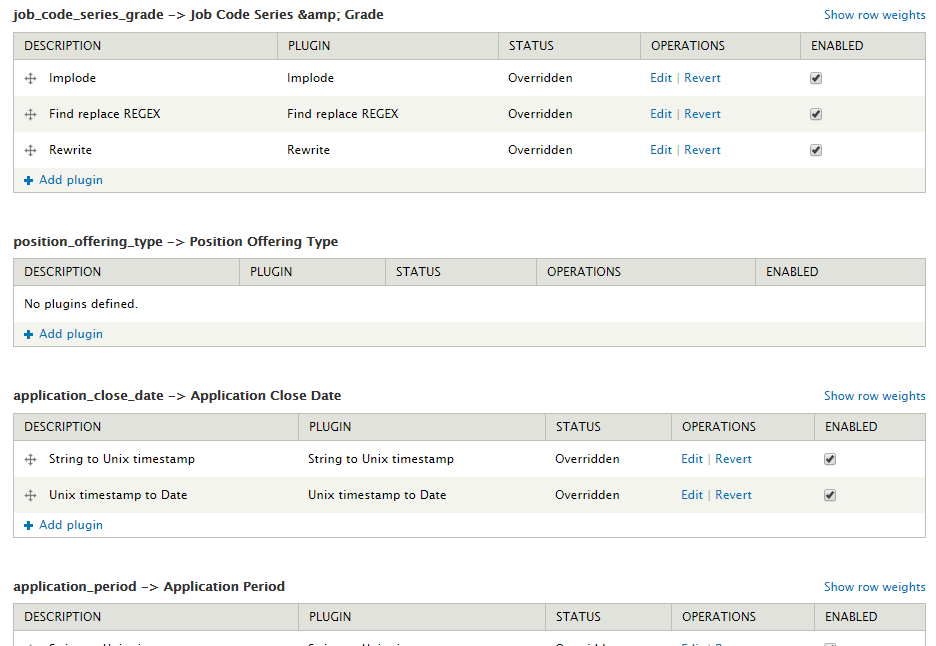 job_code_series_grade -> Job Code Series &amp; Grade Show row weights
DESCRIPTION PLUGIN STATUS OPERATIONS ENABLED
Implode Implode Overridden Edit | Revert
Find replace REGEX Find replace REGEX Overridden Edit | Revert
Rewrite Rewrite Overridden Edit | Revert
Add plugin
position_offering_type -> Position Offering Type
DESCRIPTION PLUGIN STATUS OPERATIONS ENABLED
No plugins defined.
Add plugin
application_close_date -> Application Close Date Show row weights
DESCRIPTION PLUGIN STATUS OPERATIONS ENABLED
String to Unix timestamp String to Unix timestamp Overridden Edit | Revert
Unix timestamp to Date Unix timestamp to Date Overridden Edit | Revert
Add plugin
application_period -> Application Period Show row weights
DESCRIPTION PLUGIN STATUS OPERATIONS ENABLED